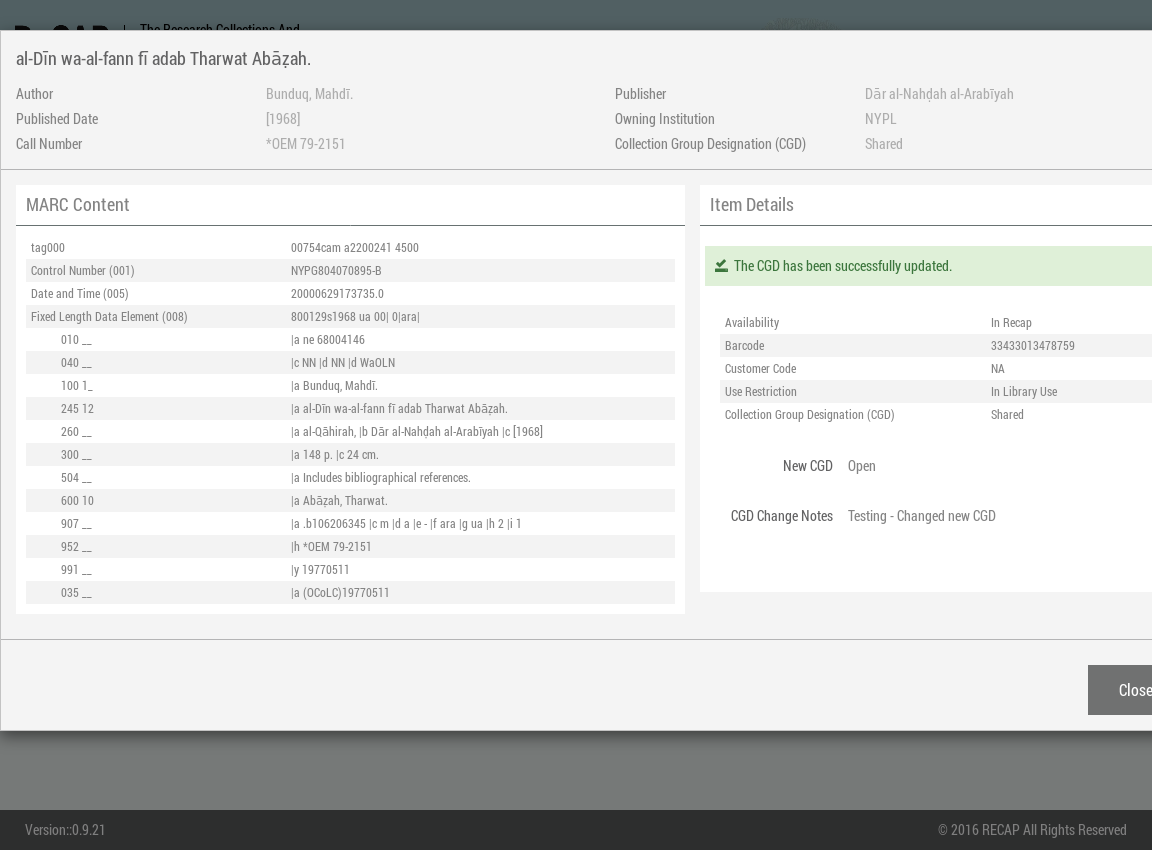 The Research Collections And
al-Dīn wa-al-fann fī adab Tharwat Abāẓah.
Author Bunduq, Mahdī. Publisher Dār al-Nahḍah al-Arabīyah
Published Date [1968] Owning Institution NYPL
Call Number *OEM 79-2151 Collection Group Designation (CGD) Shared
MARC Content
tag000 00754cam a2200241 4500
Control Number (001) NYPG804070895-B
Date and Time (005) 20000629173735.0
Fixed Length Data Element (008) 800129s1968 ua 00| 0|ara|
010 __ |a ne 68004146
040 __ |c NN |d NN |d WaOLN
100 1_ |a Bunduq, Mahdī.
245 12 |a al-Dīn wa-al-fann fī adab Tharwat Abāẓah.
260 __ |a al-Qāhirah, |b Dār al-Nahḍah al-Arabīyah |c [1968]
300 __ |a 148 p. |c 24 cm.
504 __ |a Includes bibliographical references.
600 10 |a Abāẓah, Tharwat.
907 __ |a .b106206345 |c m |d a |e - |f ara |g ua |h 2 |i 1
952 __ |h *OEM 79-2151
991 __ |y 19770511
035 __ |a (OCoLC)19770511
Item Details
The CGD has been successfully updated.
Availability In Recap
Barcode 33433013478759
Customer Code NA
Use Restriction In Library Use
Collection Group Designation (CGD) Shared
New CGD Open
CGD Change Notes Testing - Changed new CGD
Close
Version::0.9.21
© 2016 RECAP All Rights Reserved